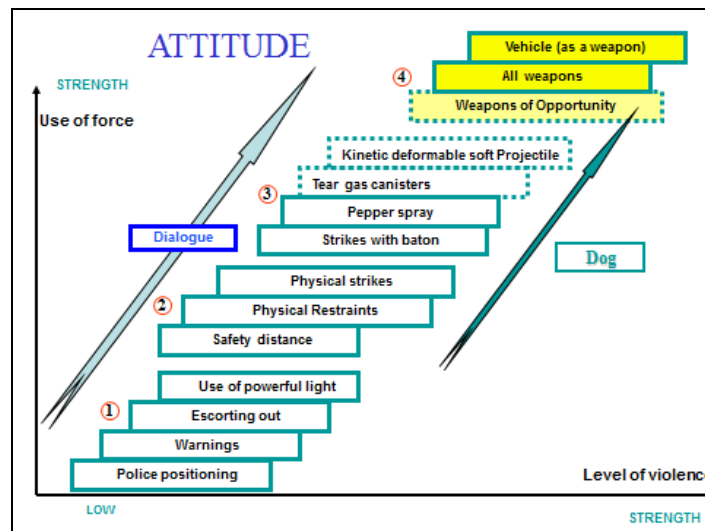 ATTITUDE
Vehicle (as a weapon)
④
All weapons
STRENGTH
Weapons of Opportunity
Use of force
Kinetic deformable soft Projectile
Tear gas canisters
③
Pepper spray
Dialogue
Strikes with baton
Dog
Physical strikes
②
Physical Restraints
Safety distance
Use of powerful light
①
Escorting out
Warnings
Police positioning
Level of violence
LOW
STRENGTH